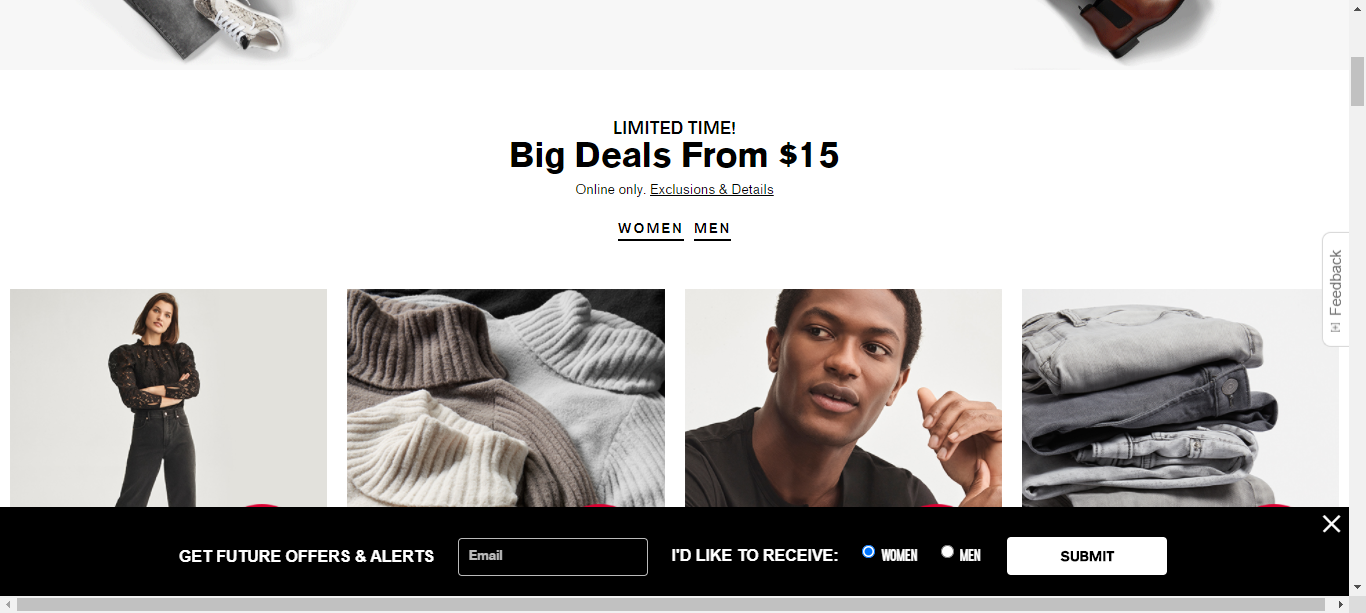 LIMITED TIME!
Big Deals From $15
Online only. Exclusions & Details
WOMEN MEN
Feedback
GET FUTURE OFFERS & ALERTS
Email
I'D LIKE TO RECEIVE:
WOMEN
MEN
SUBMIT